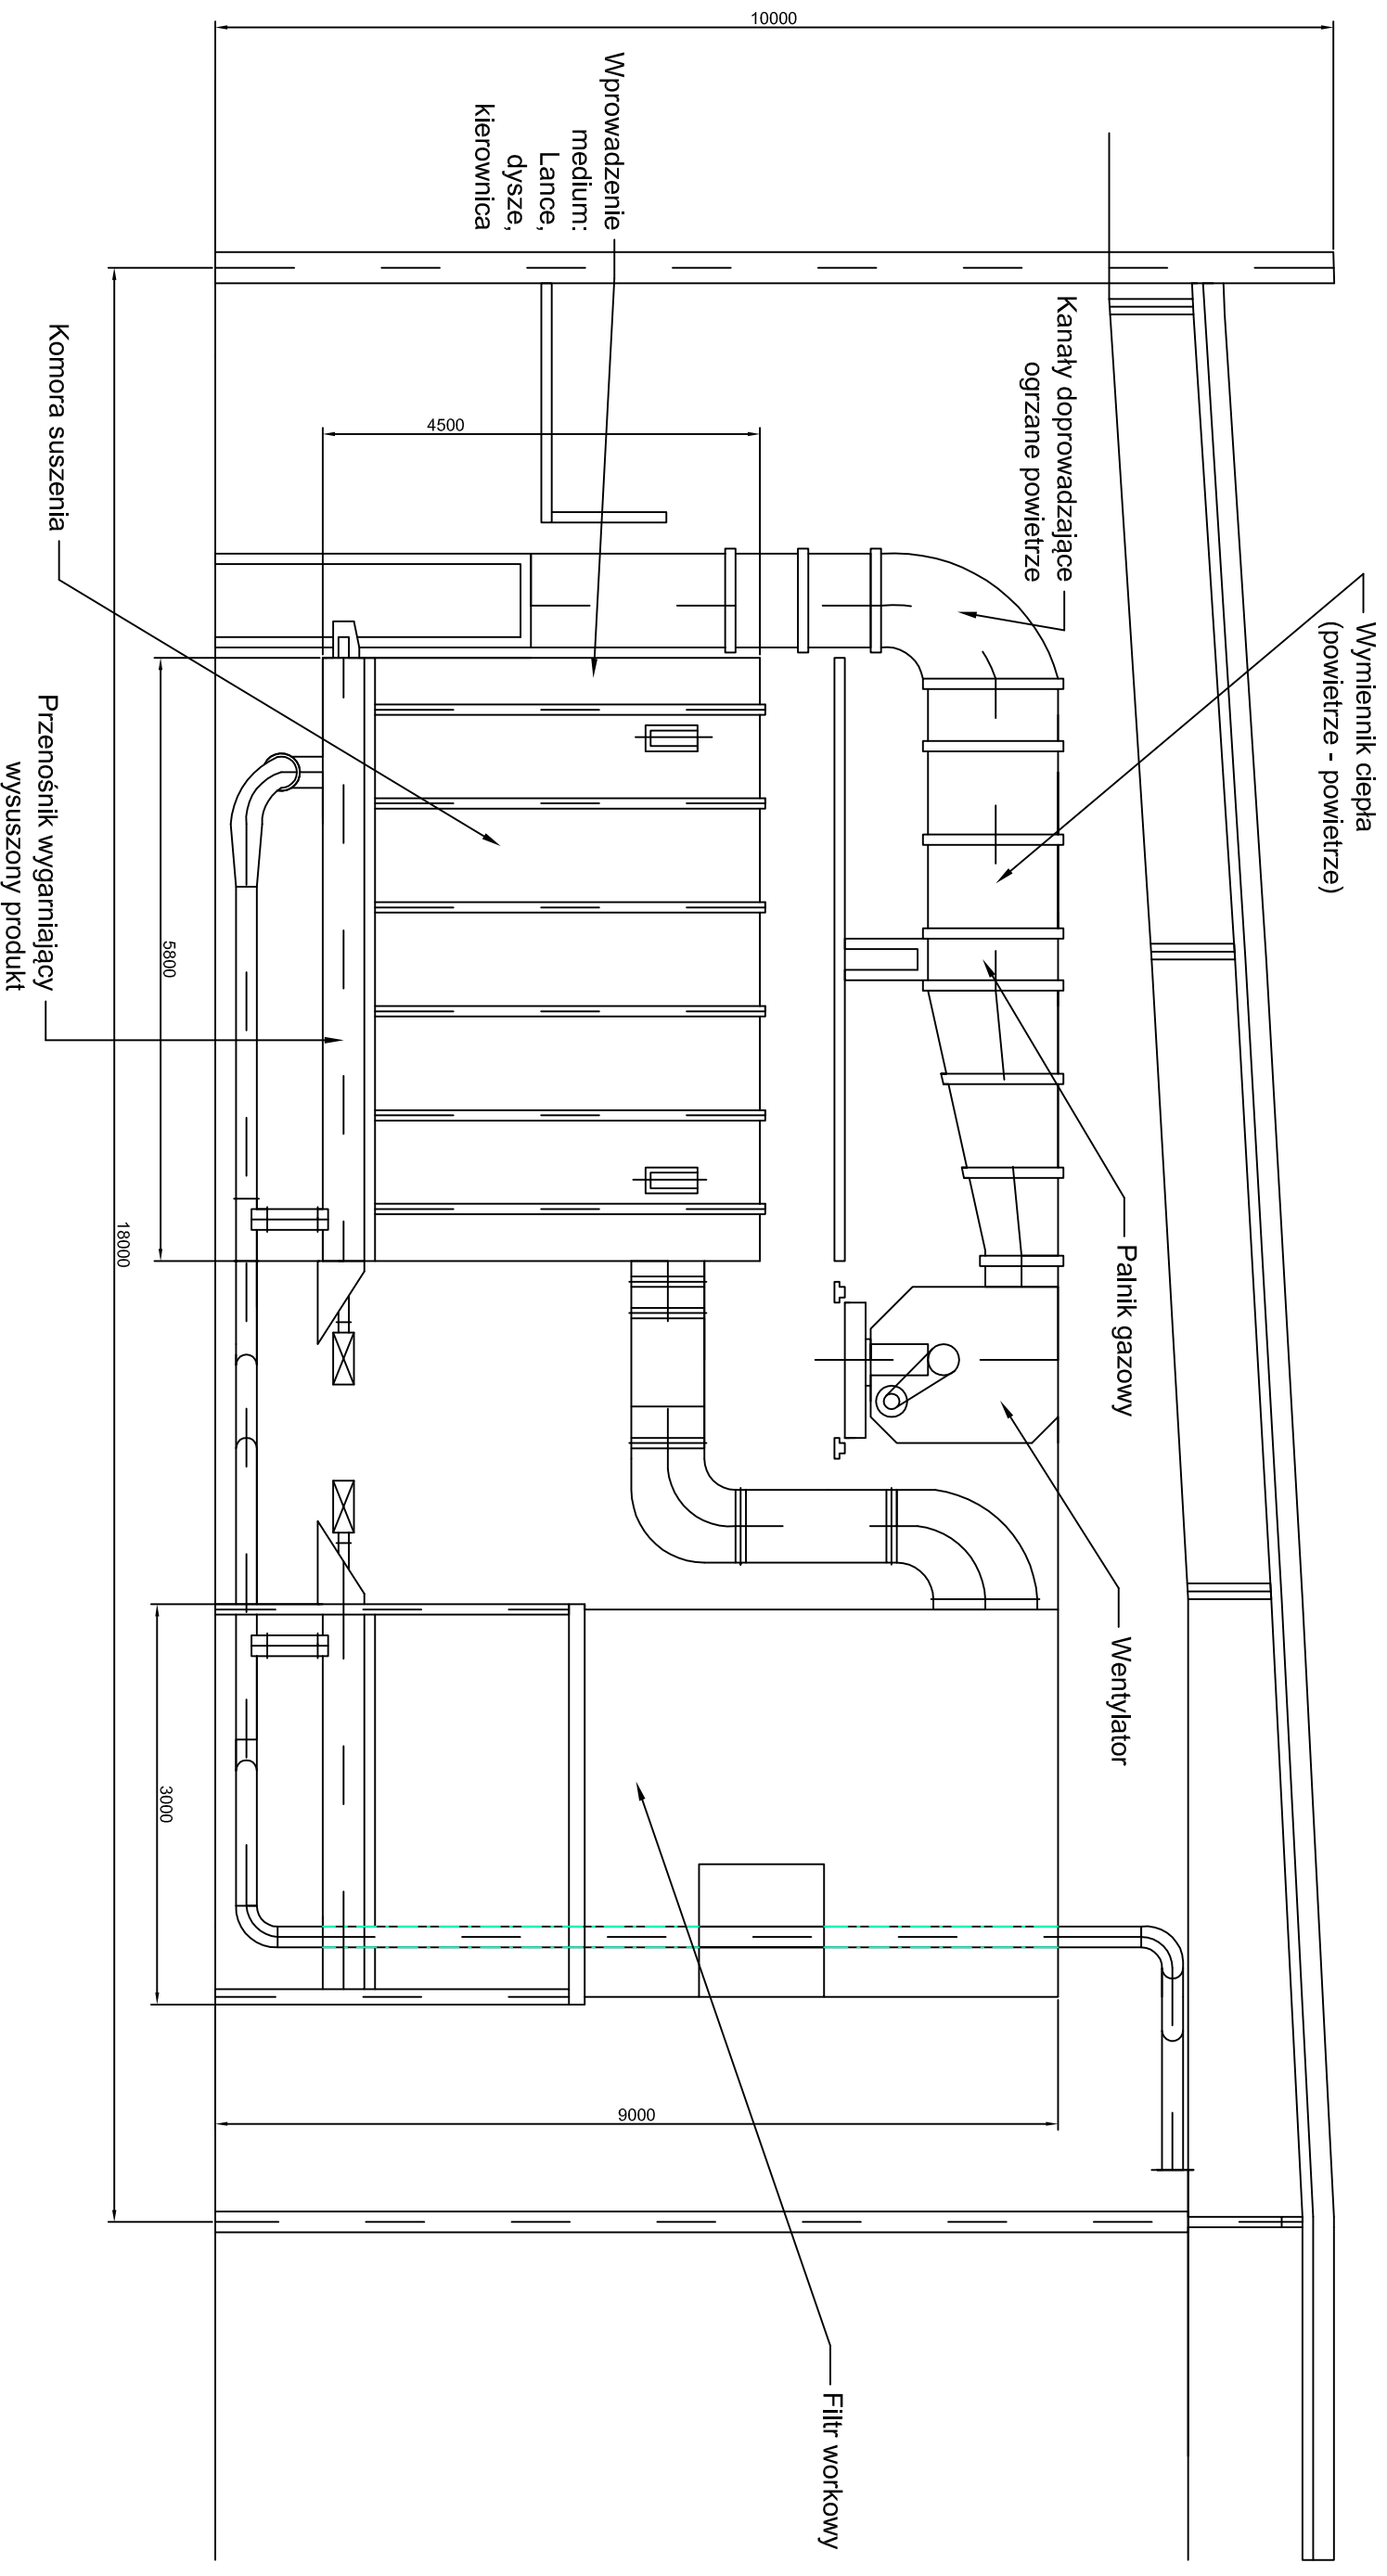 Wymiennik ciepła
(powietrze - powietrze)
Palnik gazowy
Wentylator
Kanały doprowadzające
ogrzane powietrze
Filtr workowy
Wprowadzenie
medium:
Lance,
dysze,
kierownica
Komora suszenia
Przenośnik wygarniający
wysuszony produkt
10000
4500
5800
18000
3000
9000